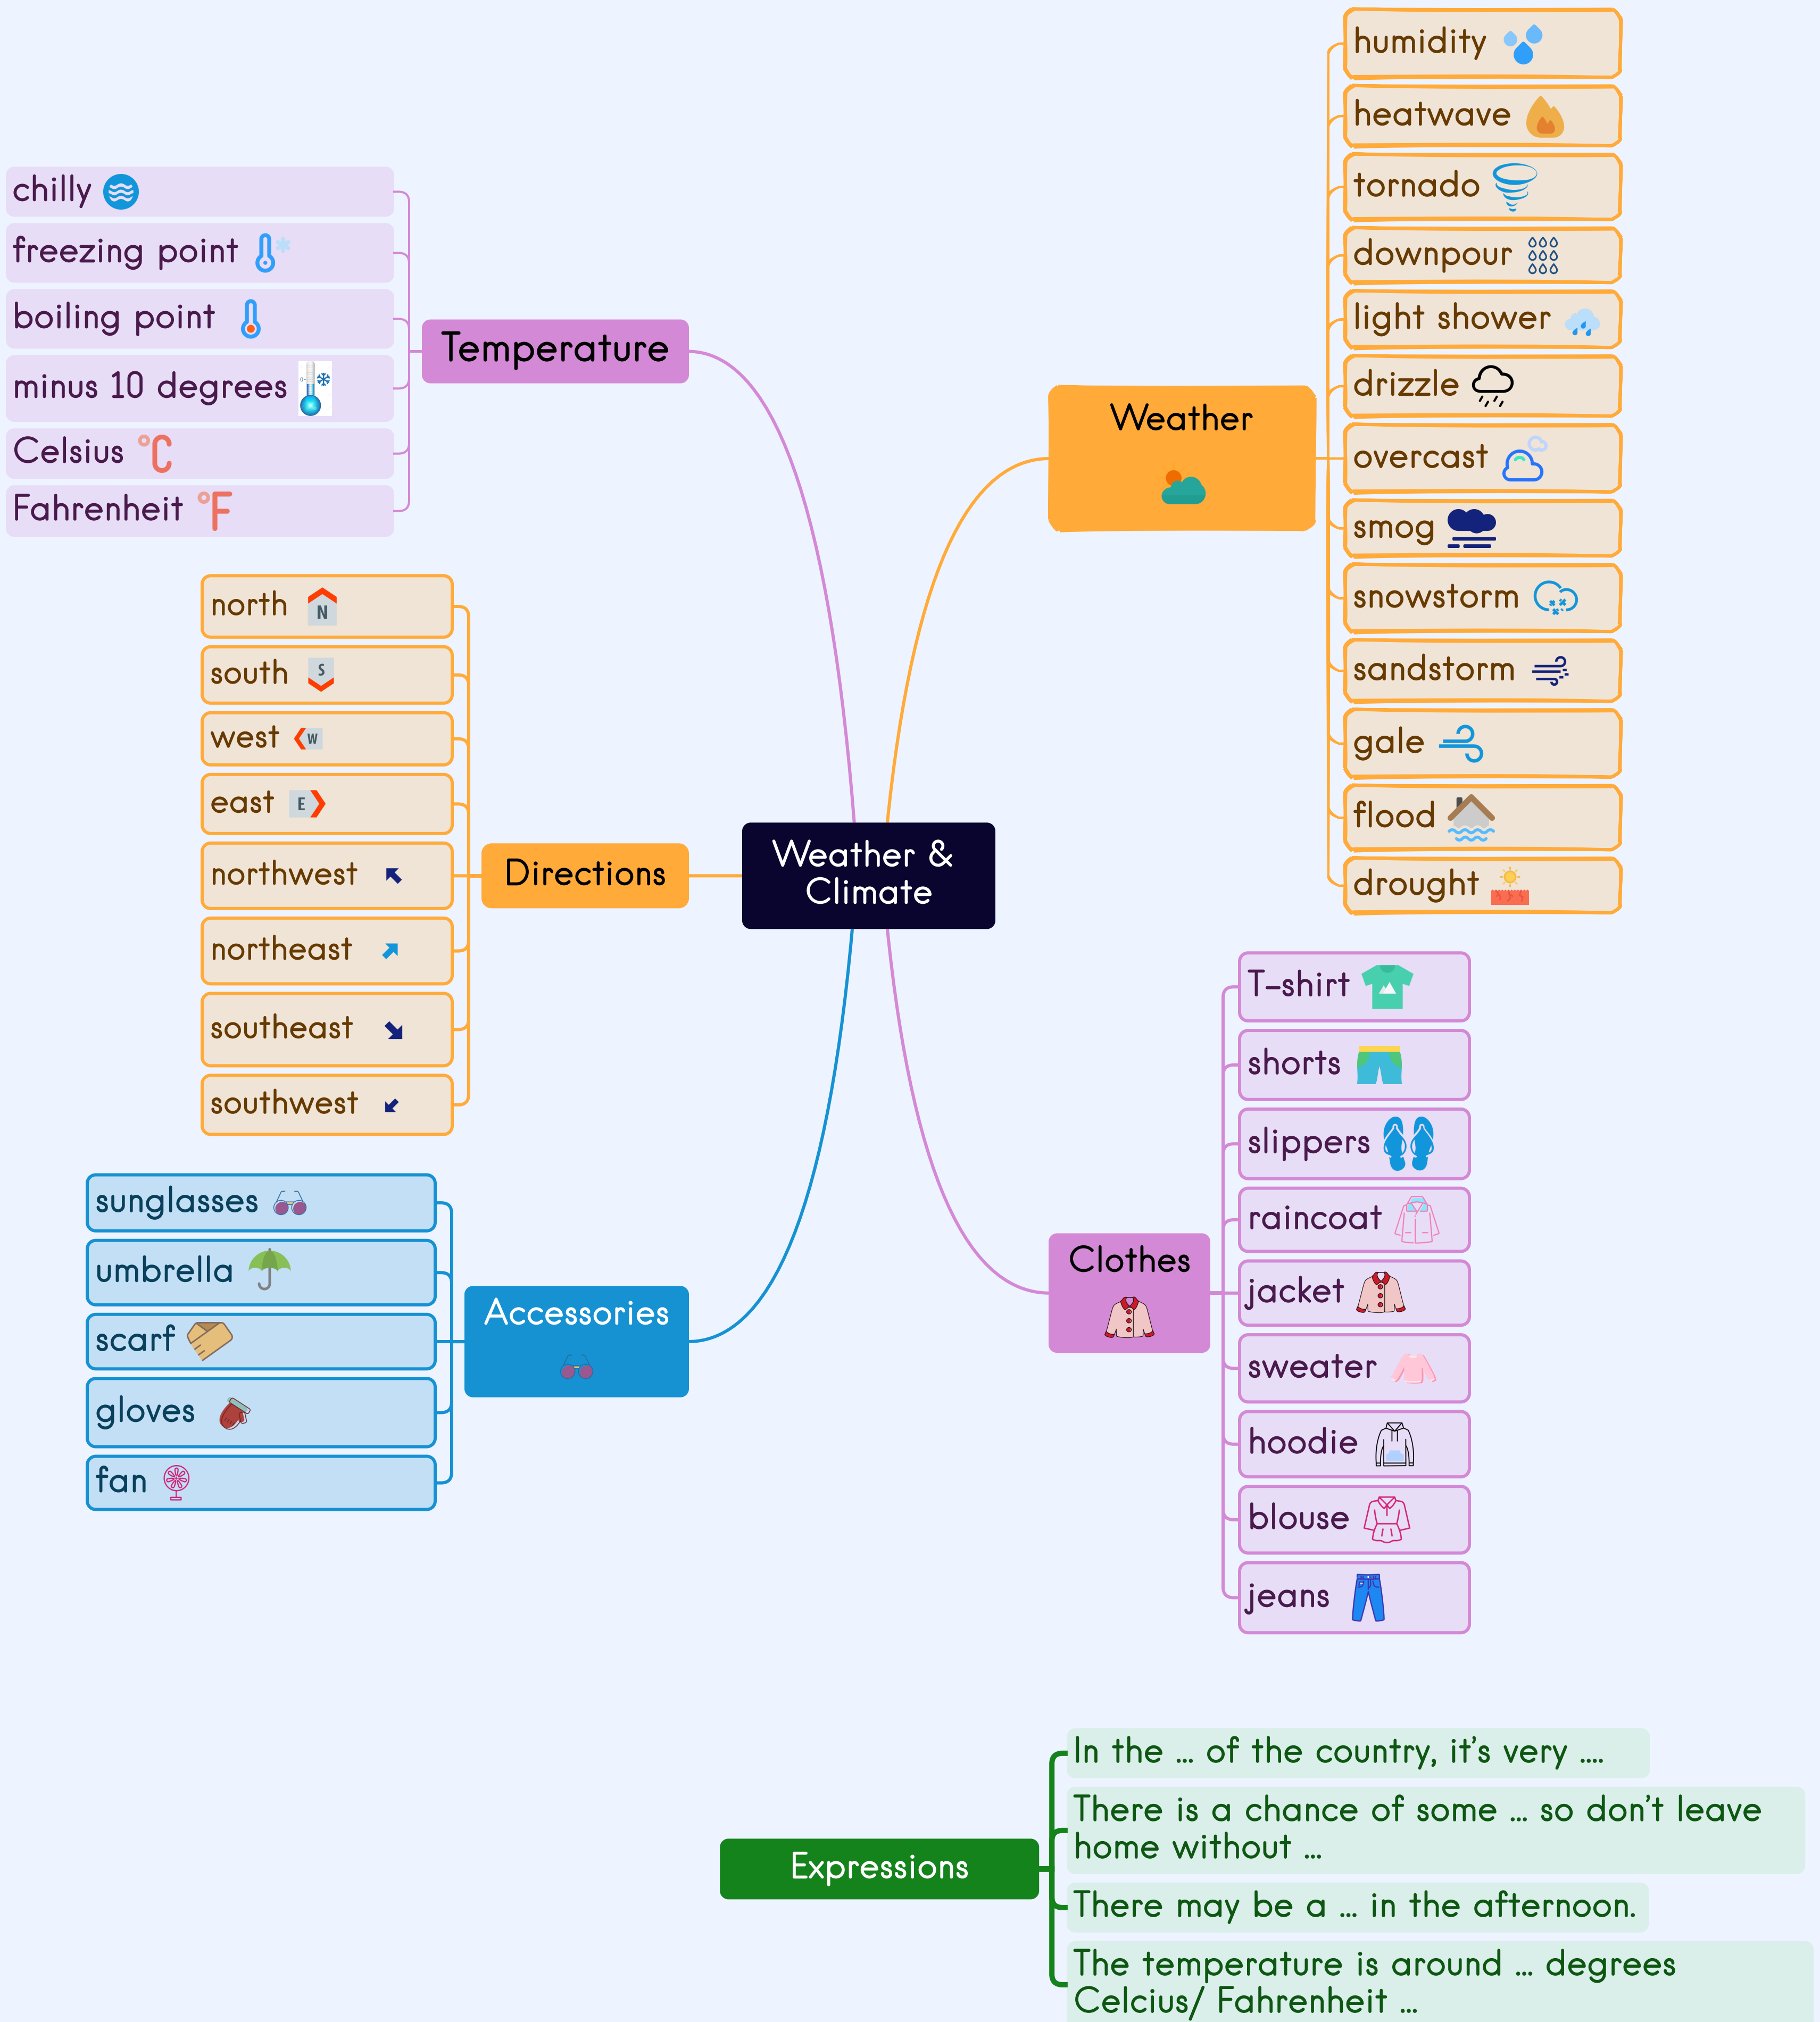 Weather &
Climate
Temperature
chilly
freezing point
boiling point
minus 10 degrees
Celsius
°C
Fahrenheit
°F
Directions
north
N
south
S
west
W
east
E
northwest
northeast
southeast
southwest
Accessories
sunglasses
umbrella
scarf
gloves
fan
Weather
humidity
heatwave
tornado
downpour
light shower
drizzle
overcast
smog
snowstorm
sandstorm
gale
flood
drought
Clothes
T-shirt
shorts
slippers
raincoat
jacket
sweater
hoodie
blouse
jeans
Expressions
In the ... of the country, it's very ....
There is a chance of some ... so don't leave
home without ...
There may be a ... in the afternoon.
The temperature is around ... degrees
Celcius/ Fahrenheit ...